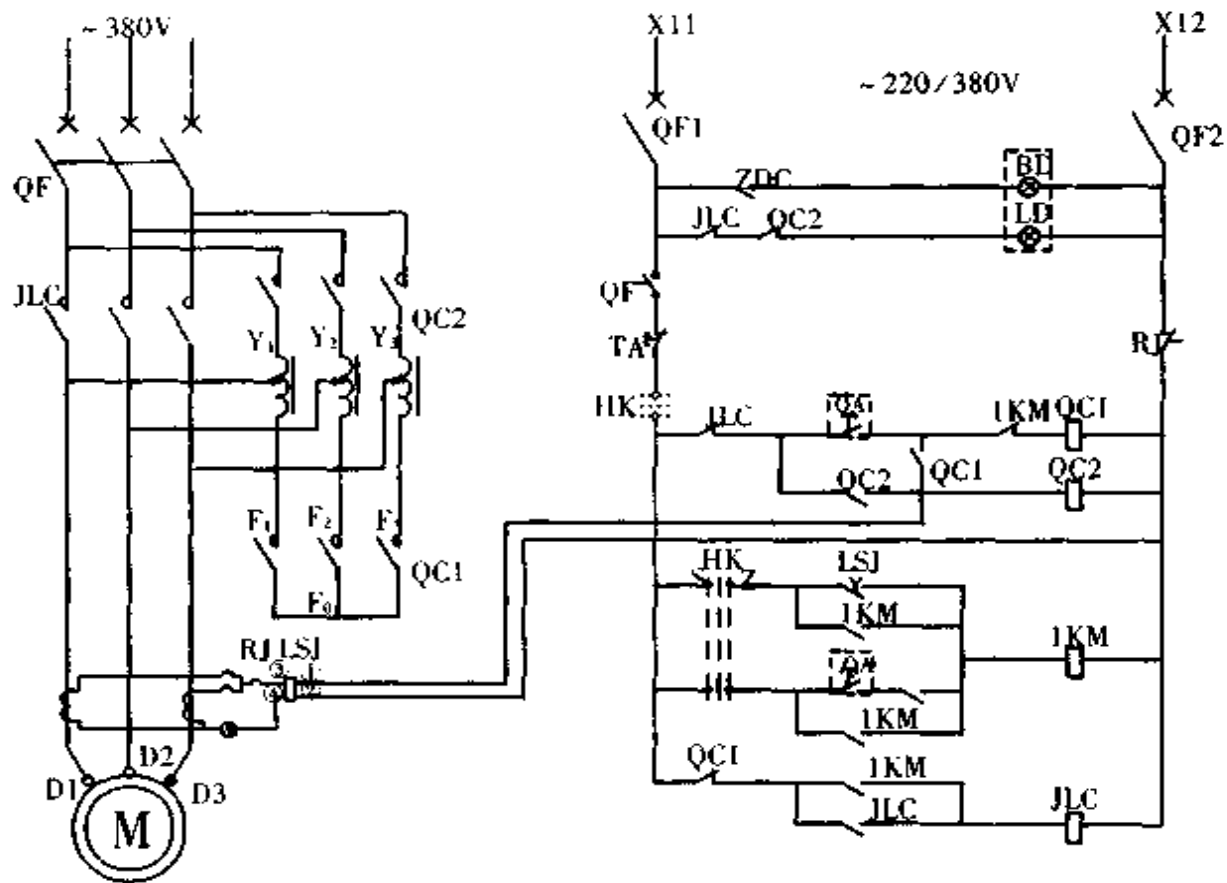 ~380V
X11
X12
~220/380V
QF1
QF2
QF
BD
ZDC
LD
JLC
QC2
JLC
QC2
QF
Y₁
Y₂
Y₃
TA
RJ
HK
JLC
1KM
QC1
QC1
QC2
QC2
F₁
F₂
QC1
HK
Z
LSJ
F₀
1KM
RJ
LSJ
1KM
1KM
QC1
1KM
D2
D1
D3
JLC
JLC
M